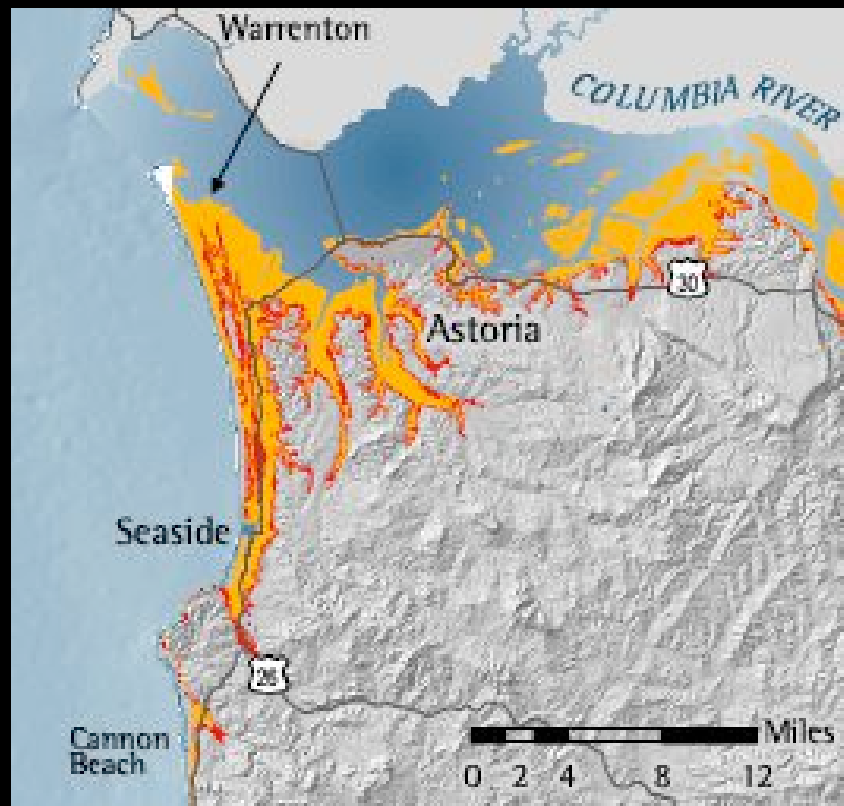 Warrenton
COLUMBIA RIVER
30
Astoria
Seaside
26
Cannon
Beach
Miles
0 2 4 8 12